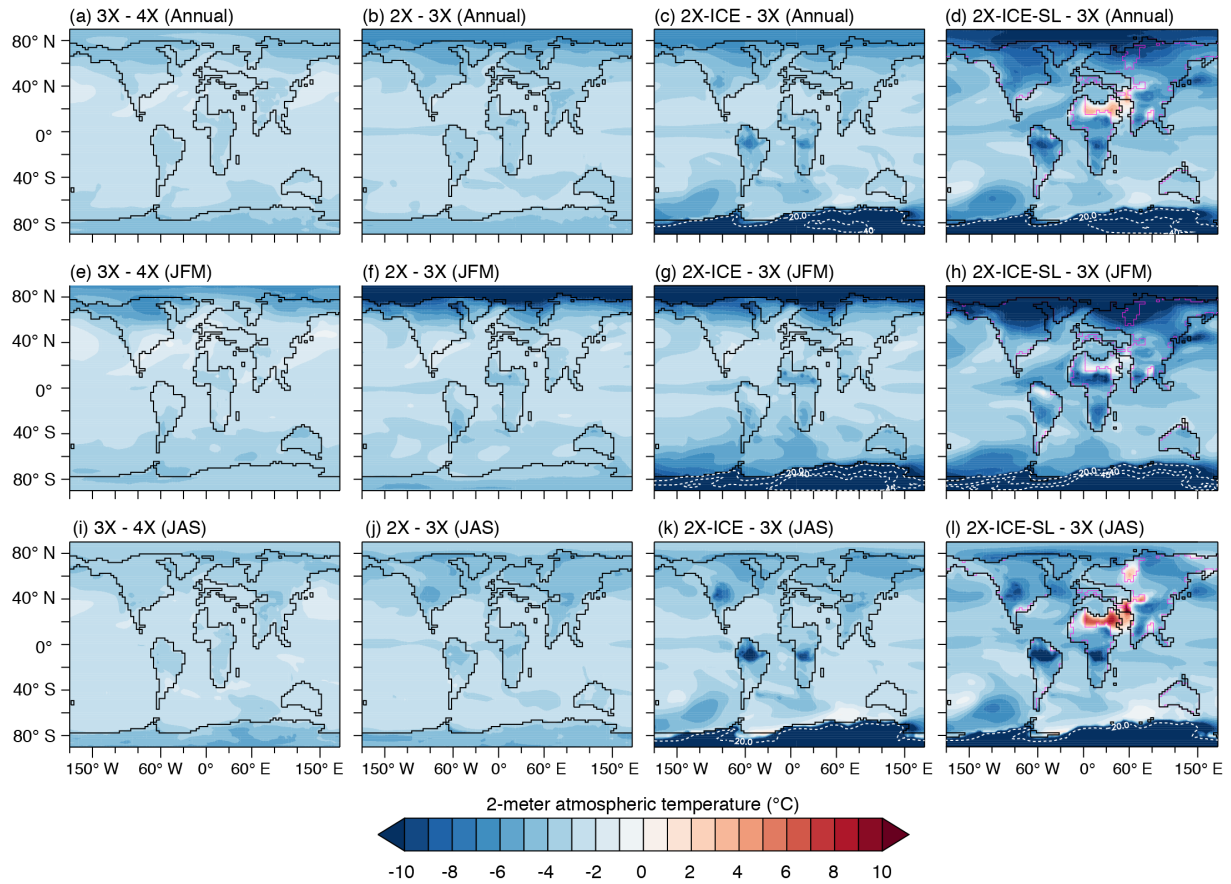 (a) 3X - 4X (Annual) (b) 2X - 3X (Annual) (c) 2X-ICE - 3X (Annual) (d) 2X-ICE-SL - 3X (Annual)
80° N
40° N
0°
40° S
80° S
-20.0
-40
-20.0
(e) 3X - 4X (JFM) (f) 2X - 3X (JFM) (g) 2X-ICE - 3X (JFM) (h) 2X-ICE-SL - 3X (JFM)
80° N
40° N
0°
40° S
80° S
-20.0
-20.0
(i) 3X - 4X (JAS) (j) 2X - 3X (JAS) (k) 2X-ICE - 3X (JAS) (l) 2X-ICE-SL - 3X (JAS)
80° N
40° N
0°
40° S
80° S
-20.0
-20.0
150° W 60° W 0° 60° E 150° E 150° W 60° W 0° 60° E 150° E 150° W 60° W 0° 60° E 150° E 150° W 60° W 0° 60° E 150° E
2-meter atmospheric temperature (°C)
-10 -8 -6 -4 -2 0 2 4 6 8 10